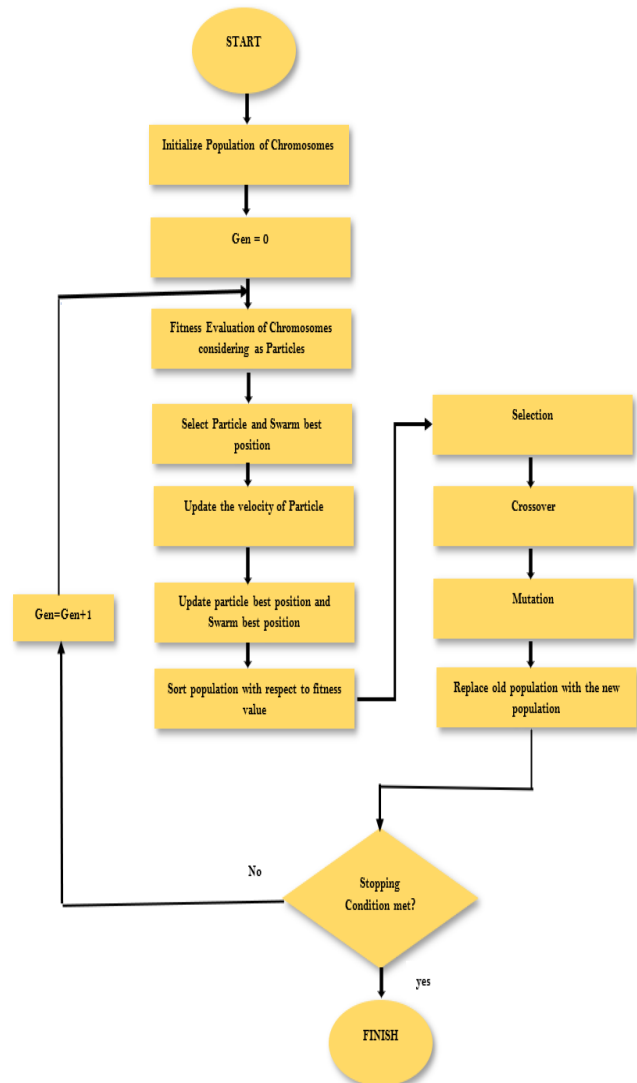 START
Initialize Population of Chromosomes
Gen = 0
Fitness Evaluation of Chromosomes
considering as Particles
Select Particle and Swarm best
position
Update the velocity of Particle
Update particle best position and
Swarm best position
Sort population with respect to fitness
value
Selection
Crossover
Mutation
Replace old population with the new
population
Stopping
Condition met?
No
Gen=Gen+1
yes
FINISH